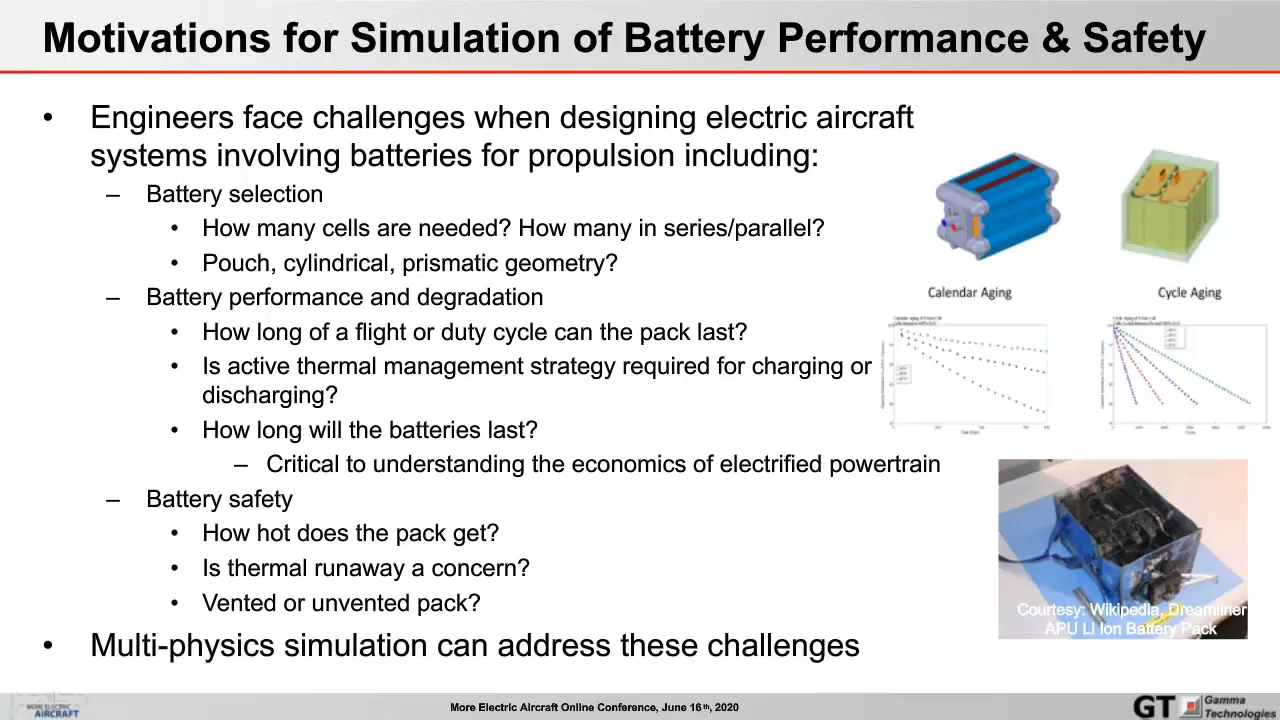 Motivations for Simulation of Battery Performance & Safety
• Engineers face challenges when designing electric aircraft
systems involving batteries for propulsion including:
– Battery selection
• How many cells are needed? How many in series/parallel?
• Pouch, cylindrical, prismatic geometry?
– Battery performance and degradation
• How long of a flight or duty cycle can the pack last?
• Is active thermal management strategy required for charging or
discharging?
• How long will the batteries last?
– Critical to understanding the economics of electrified powertrain
– Battery safety
• How hot does the pack get?
• Is thermal runaway a concern?
• Vented or unvented pack?
• Multi-physics simulation can address these challenges
Calendar Aging
Cycle Aging
Courtesy: Wikipedia, Dreamliner
APU LI Ion Battery Pack
MORE ELECTRIC
AIRCRAFT
More Electric Aircraft Online Conference, June 16th, 2020
GT
Gamma
Technologies